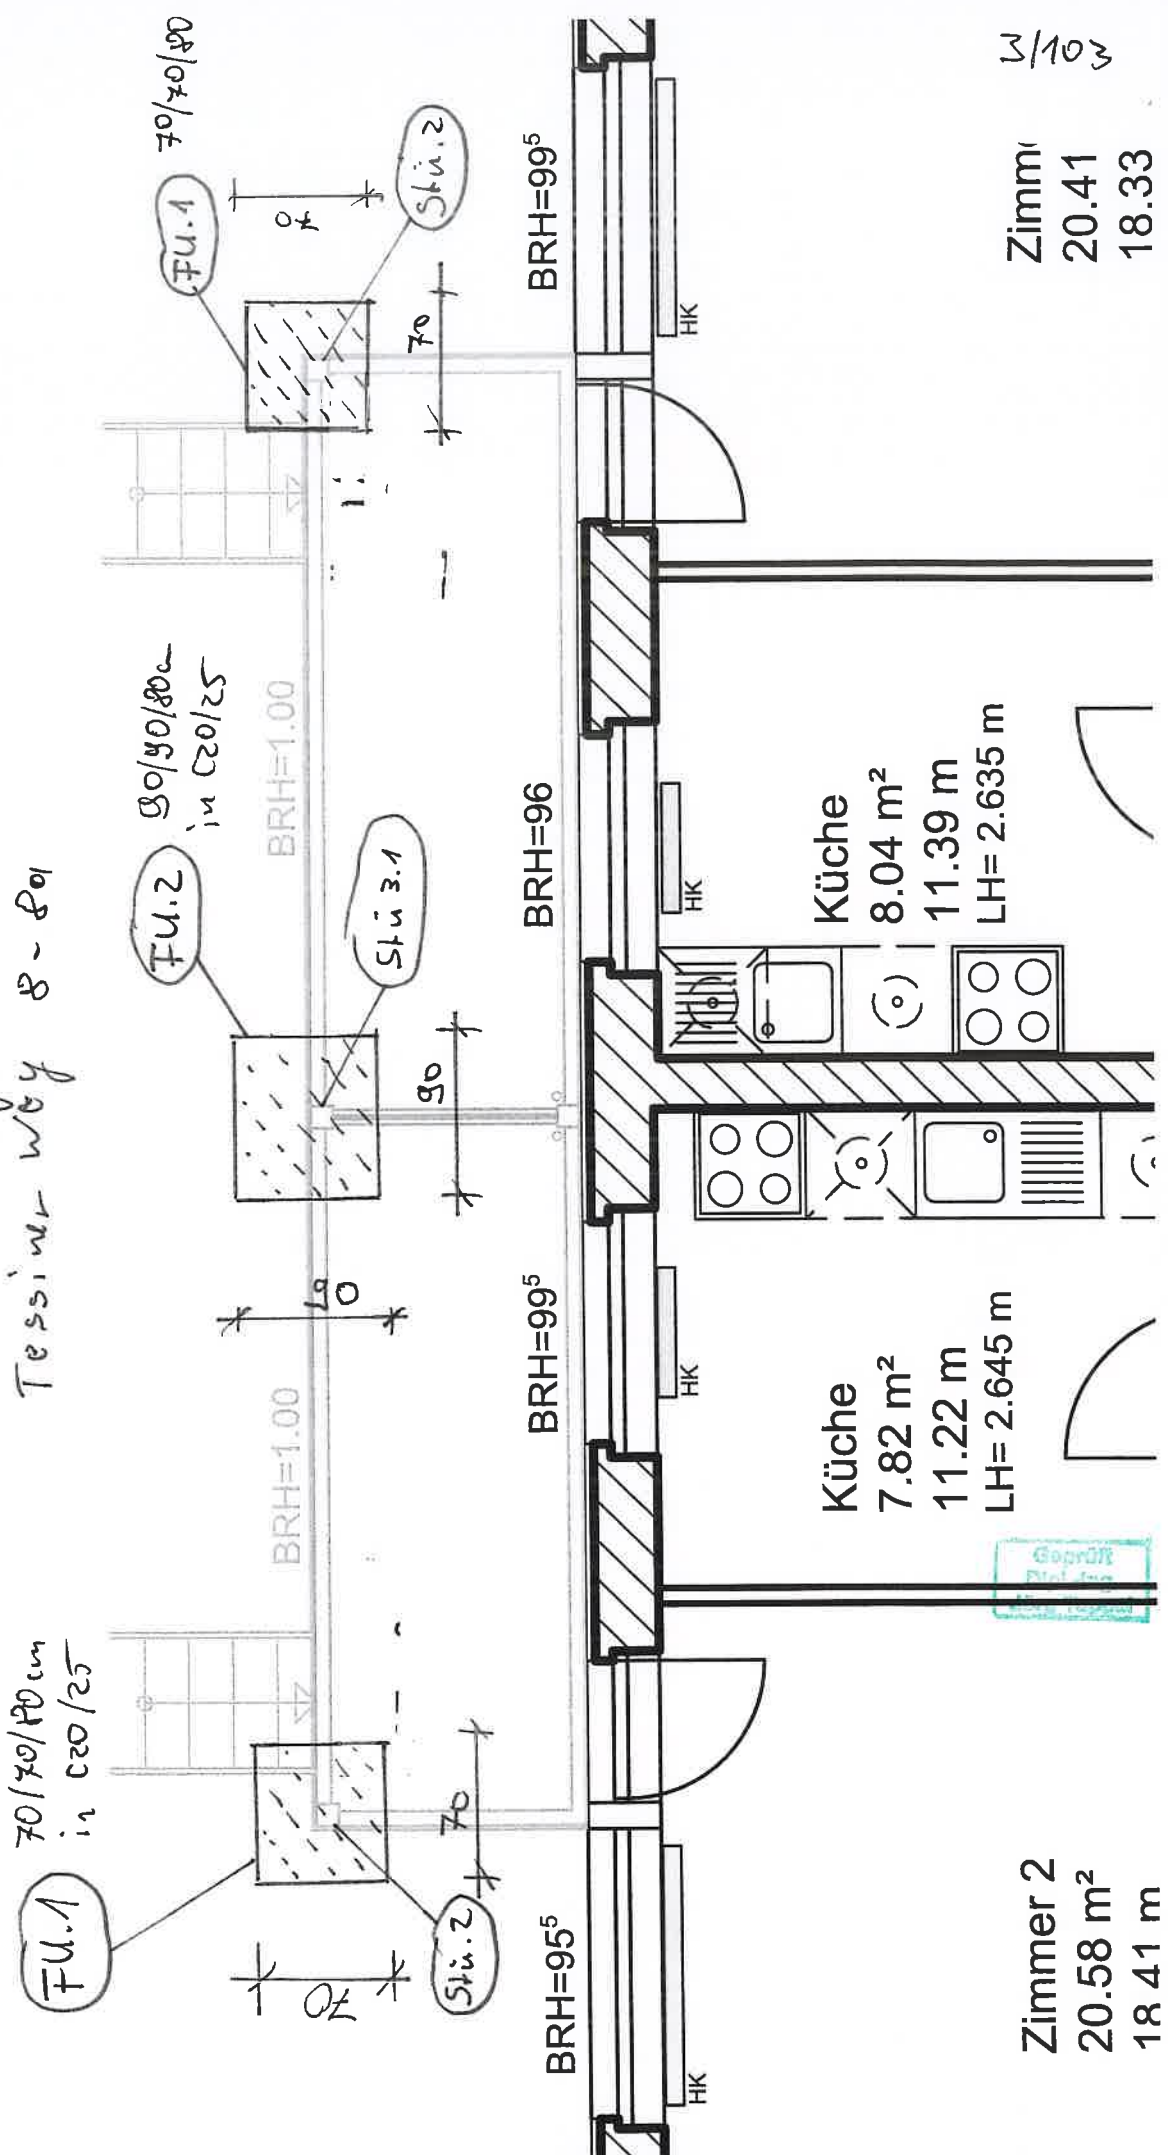 Tessiner Weg 8 - 8a
3/103
FU.1
70/70/80cm
in C20/25
FU.2
90/90/80cm
in C20/25
FU.1
70/70/80
70
70
Stü.2
90
90
Stü 3.1
70
70
Stü.2
BRH=1.00
BRH=1.00
BRH=95⁵
BRH=99⁵
BRH=96
BRH=99⁵
HK
HK
HK
HK
Zimmer 2
20.58 m²
18.41 m
Küche
7.82 m²
11.22 m
LH= 2.645 m
Küche
8.04 m²
11.39 m
LH= 2.635 m
20.41
18.33
Geprüft